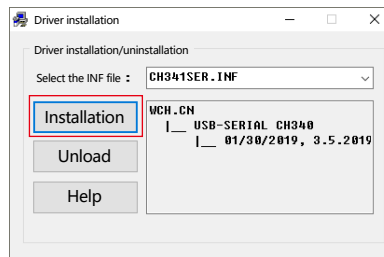 Driver installation
Driver installation/uninstallation
Select the INF file :
CH341SER.INF
Installation
Unload
Help
WCH.CN
|__ USB-SERIAL CH340
|__ 01/30/2019, 3.5.2019